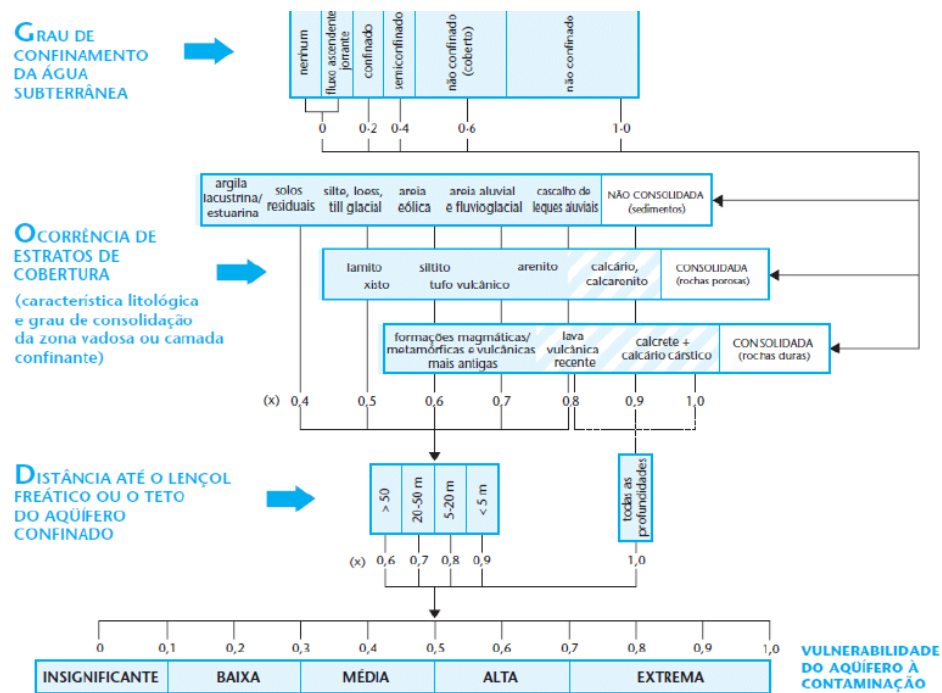 GRAU DE
CONFINAMENTO
DA ÁGUA
SUBTERRÂNEA
nenhum
fluxo ascendente
jorrante
confinado
semiconfinado
não confinado
(coberto)
não confinado
0
0·2
0·4
0·6
1·0
argila
lacustrina/
estuarina
solos
residuais
silte, loess,
till glacial
areia
eólica
areia aluvial
e fluvioglacial
cascalho de
leques aluviais
NÃO CONSOLIDADA
(sedimentos)
OCORRÊNCIA DE
ESTRATOS DE
COBERTURA
(característica litológica
e grau de consolidação
da zona vadosa ou camada
confinante)
lamito
xisto
siltito
tufo vulcânico
arenito
calcário,
calcarenito
CONSOLIDADA
(rochas porosas)
formações magmáticas/
metamórficas e vulcânicas
mais antigas
lava
vulcânica
recente
calcrete +
calcário cárstico
CONSOLIDADA
(rochas duras)
(x) 0,4 0,5 0,6 0,7 0,8 0,9 1,0
DISTÂNCIA ATÉ O LENÇOL
FREÁTICO OU O TETO
DO AQÜÍFERO
CONFINADO
> 50
20-50 m
5-20 m
< 5 m
todas as
profundidades
(x) 0,6 0,7 0,8 0,9 1,0
0 0,1 0,2 0,3 0,4 0,5 0,6 0,7 0,8 0,9 1,0
INSIGNIFICANTE BAIXA MÉDIA ALTA EXTREMA
VULNERABILIDADE
DO AQÜÍFERO À
CONTAMINAÇÃO